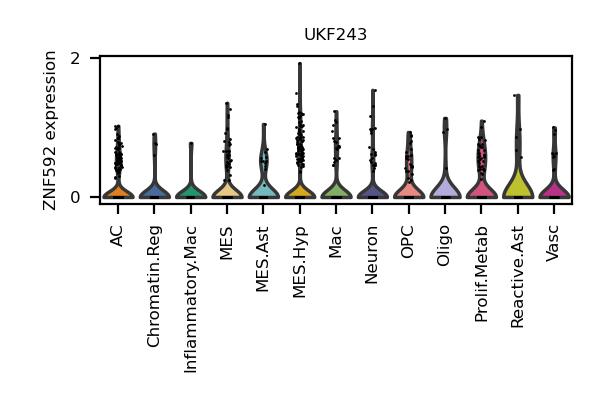 UKF243
ZNF592 expression
2
0
AC
Chromatin.Reg
Inflammatory.Mac
MES
MES.Ast
MES.Hyp
Mac
Neuron
OPC
Oligo
Prolif.Metab
Reactive.Ast
Vasc